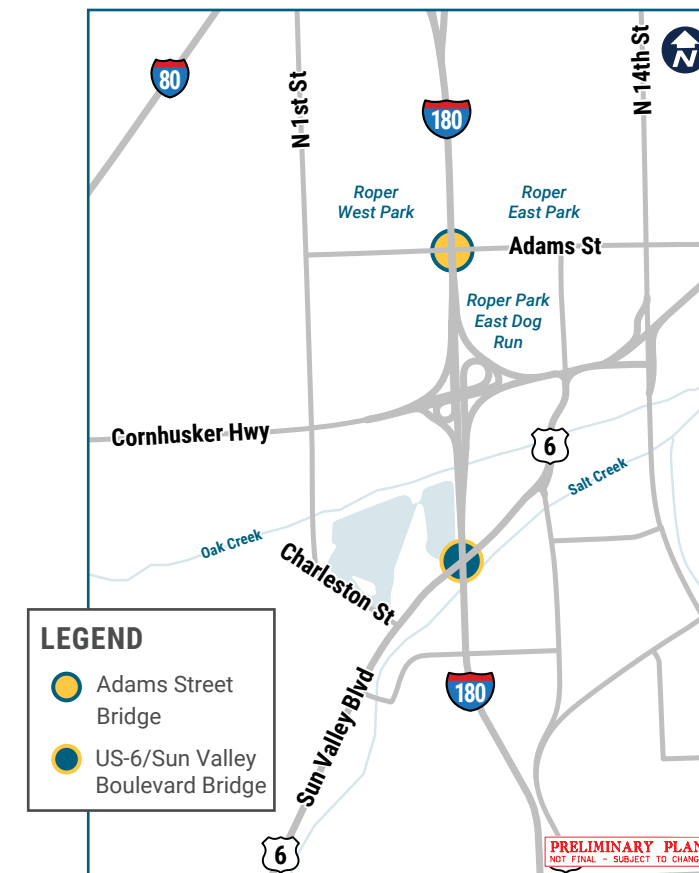 80
N 1st St
180
N 14th St
N
Roper
West Park
Roper
East Park
Adams St
Roper Park
East Dog
Run
Cornhusker Hwy
6
Salt Creek
Oak Creek
Charleston St
LEGEND
Adams Street
Bridge
US-6/Sun Valley
Boulevard Bridge
180
Sun Valley Blvd
6
PRELIMINARY PLAN
NOT FINAL - SUBJECT TO CHANG